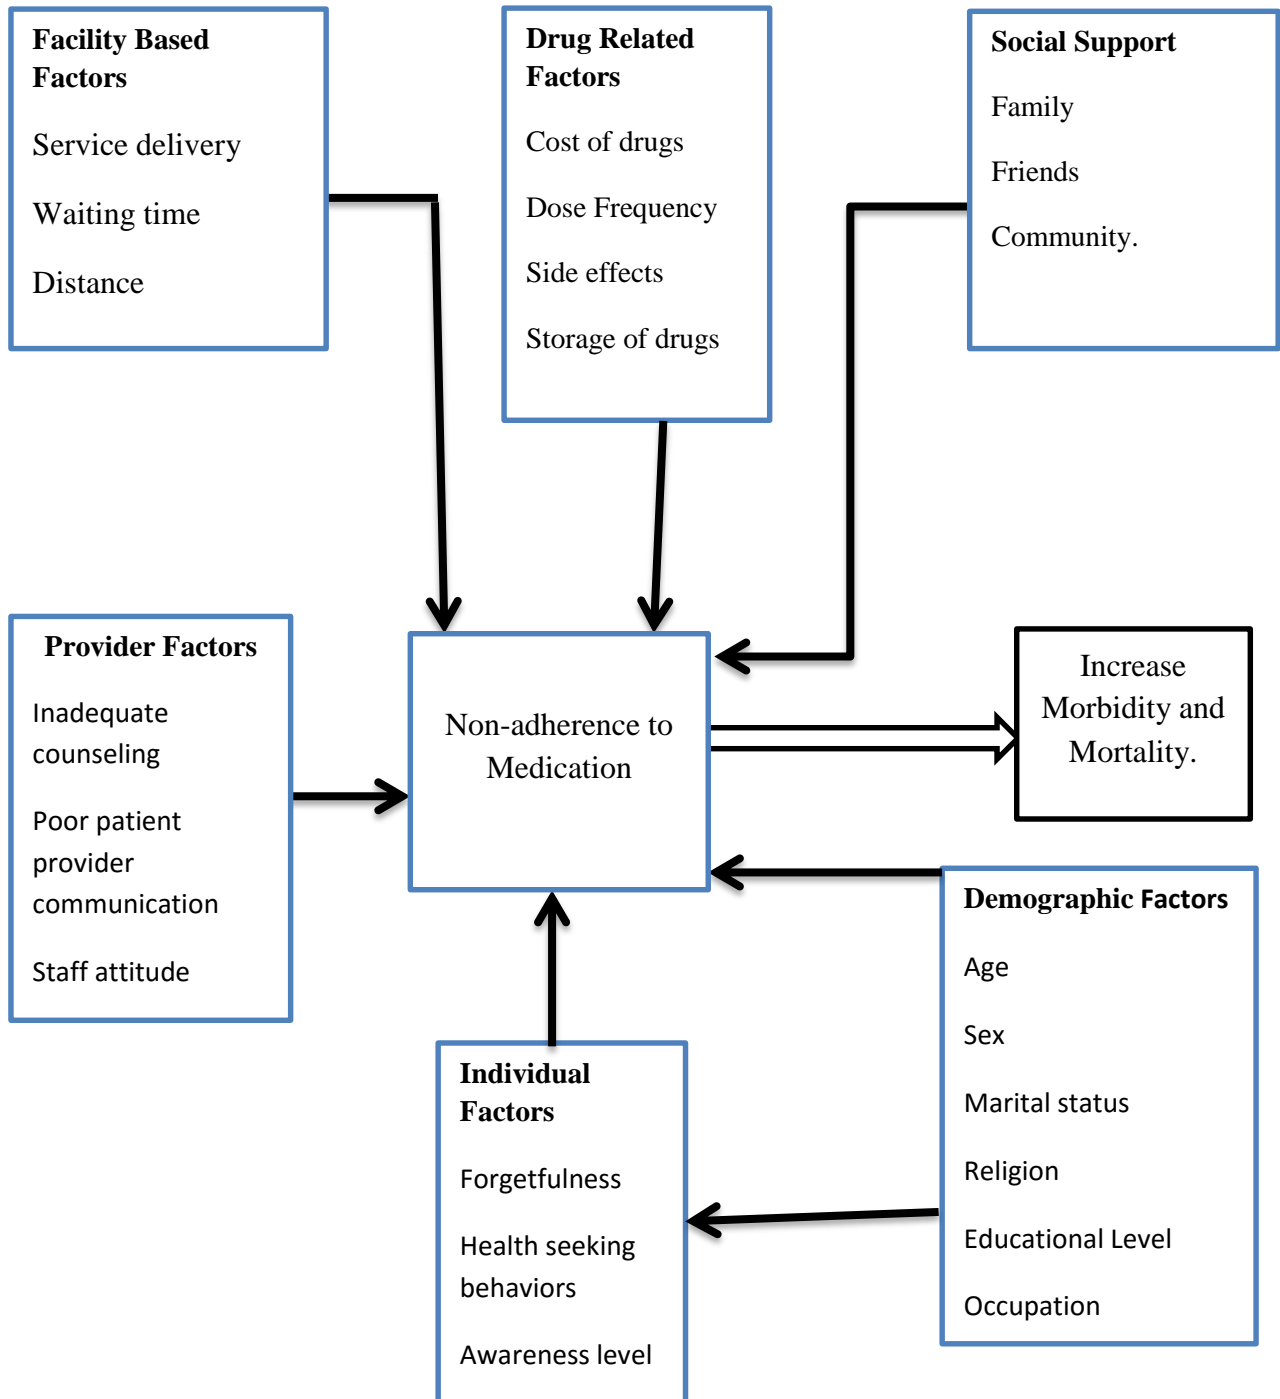 Facility Based
Factors
Service delivery
Waiting time
Distance
Drug Related
Factors
Cost of drugs
Dose Frequency
Side effects
Storage of drugs
Social Support
Family
Friends
Community.
Provider Factors
Inadequate
counseling
Poor patient
provider
communication
Staff attitude
Non-adherence to
Medication
Increase
Morbidity and
Mortality.
Individual
Factors
Forgetfulness
Health seeking
behaviors
Awareness level
Demographic Factors
Age
Sex
Marital status
Religion
Educational Level
Occupation